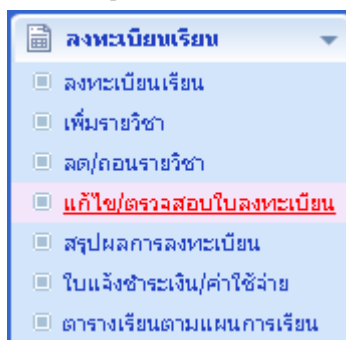 ลงทะเบียนเรียน
ลงทะเบียนเรียน
เพิ่มรายวิชา
ลด/ถอนรายวิชา
แก้ไข/ตรวจสอบใบลงทะเบียน
สรุปผลการลงทะเบียน
ใบแจ้งชำระเงิน/ค่าใช้จ่าย
ตารางเรียนตามแผนการเรียน